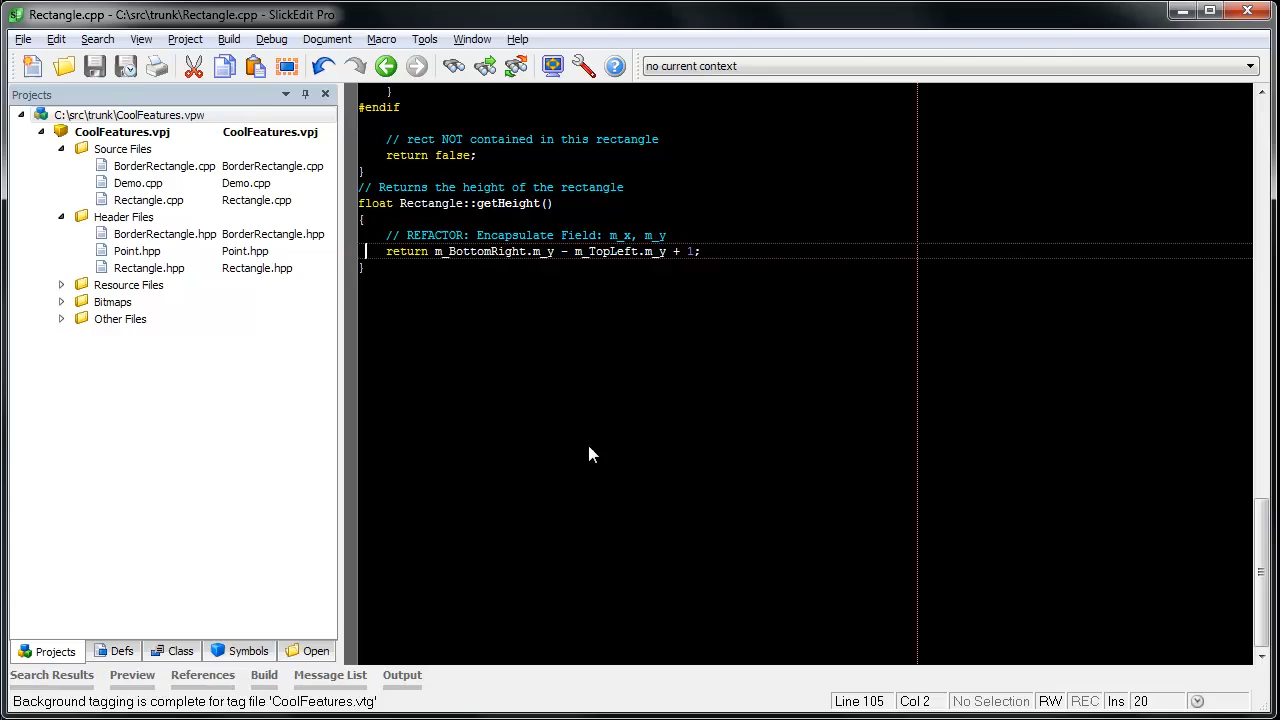 Rectangle.cpp - C:\src\trunk\Rectangle.cpp - SlickEdit Pro
File Edit Search View Project Build Debug Document Macro Tools Window Help
no current context
Projects
C:\src\trunk\CoolFeatures.vpw
CoolFeatures.vpj CoolFeatures.vpj
Source Files
BorderRectangle.cpp BorderRectangle.cpp
Demo.cpp Demo.cpp
Rectangle.cpp Rectangle.cpp
Header Files
BorderRectangle.hpp BorderRectangle.hpp
Point.hpp Point.hpp
Rectangle.hpp Rectangle.hpp
Resource Files
Bitmaps
Other Files
}
#endif
// rect NOT contained in this rectangle
return false;
}
// Returns the height of the rectangle
float Rectangle::getHeight()
{
// REFACTOR: Encapsulate Field: m_x, m_y
return m_BottomRight.m_y - m_TopLeft.m_y + 1;
}
Projects Defs Class Symbols Open
Search Results Preview References Build Message List Output
Background tagging is complete for tag file 'CoolFeatures.vtg' Line 105 Col 2 No Selection RW REC Ins 20